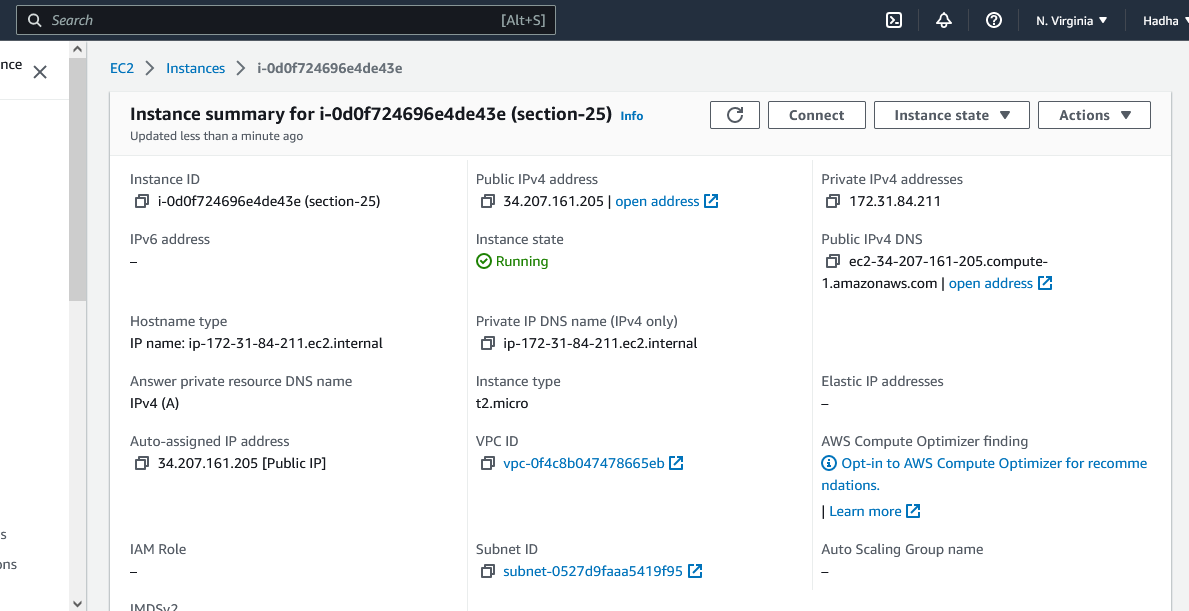 Search [Alt+S] N. Virginia Hadha
nce
EC2 Instances i-0d0f724696e4de43e
Instance summary for i-0d0f724696e4de43e (section-25) Info
Updated less than a minute ago
Connect Instance state Actions
Instance ID
i-0d0f724696e4de43e (section-25)
Public IPv4 address
34.207.161.205 | open address
Private IPv4 addresses
172.31.84.211
IPv6 address
–
Instance state
Running
Public IPv4 DNS
ec2-34-207-161-205.compute-
1.amazonaws.com | open address
Hostname type
IP name: ip-172-31-84-211.ec2.internal
Private IP DNS name (IPv4 only)
ip-172-31-84-211.ec2.internal
Answer private resource DNS name
IPv4 (A)
Instance type
t2.micro
Elastic IP addresses
–
Auto-assigned IP address
34.207.161.205 [Public IP]
VPC ID
vpc-0f4c8b047478665eb
AWS Compute Optimizer finding
Opt-in to AWS Compute Optimizer for recomme
ndations.
| Learn more
s
ons
IAM Role
–
Subnet ID
subnet-0527d9faaa5419f95
Auto Scaling Group name
–
IMDSv2